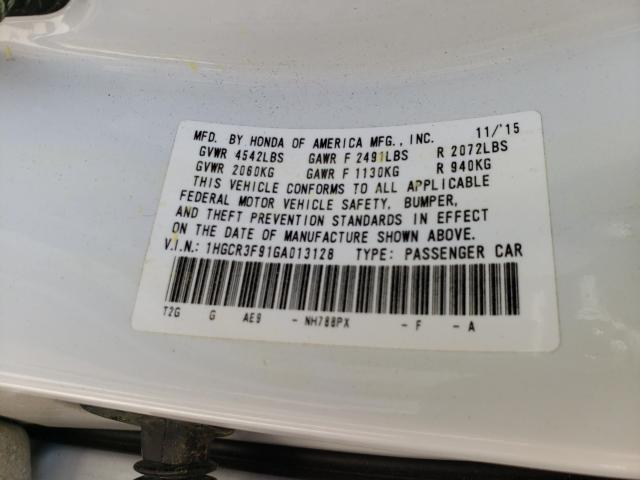 MFD. BY HONDA OF AMERICA MFG., INC. 11/'15
GVWR 4542LBS GAWR F 2491LBS R 2072LBS
GVWR 2060KG GAWR F 1130KG R 940KG
THIS VEHICLE CONFORMS TO ALL APPLICABLE
FEDERAL MOTOR VEHICLE SAFETY, BUMPER,
AND THEFT PREVENTION STANDARDS IN EFFECT
ON THE DATE OF MANUFACTURE SHOWN ABOVE.
V.I.N.: 1HGCR3F91GA013128 TYPE: PASSENGER CAR
T2G G AE9 - NH788PX - F - A